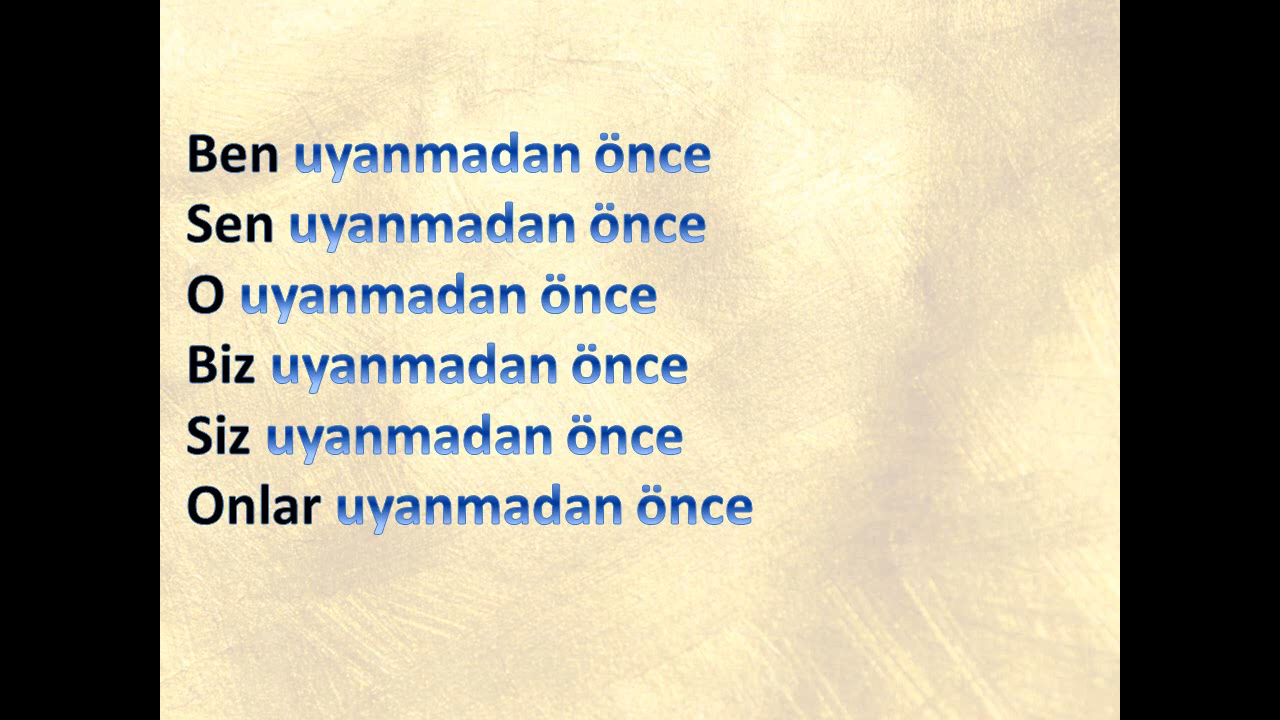 Ben uyanmadan önce
Sen uyanmadan önce
O uyanmadan önce
Biz uyanmadan önce
Siz uyanmadan önce
Onlar uyanmadan önce